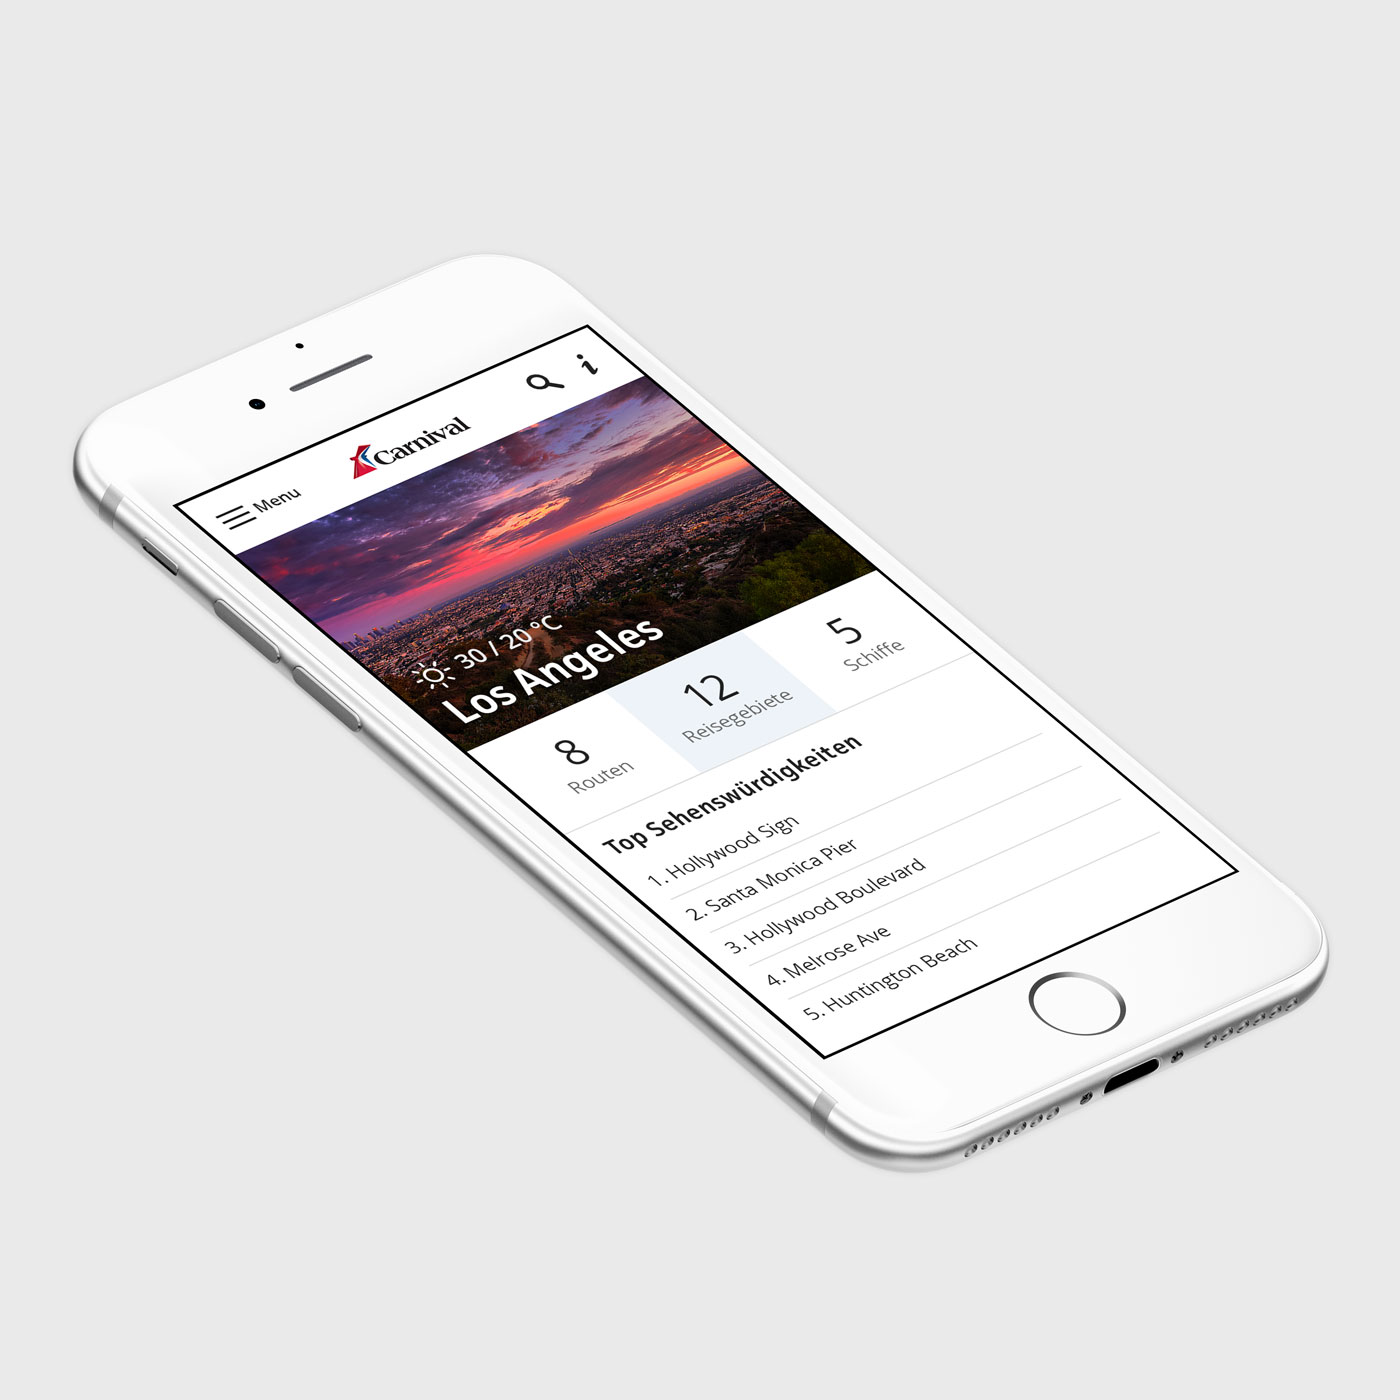 Menu
Carnival
30 / 20 °C
Los Angeles
8
Routen
12
Reisegebiete
5
Schiffe
Top Sehenswürdigkeiten
1. Hollywood Sign
2. Santa Monica Pier
3. Hollywood Boulevard
4. Melrose Ave
5. Huntington Beach